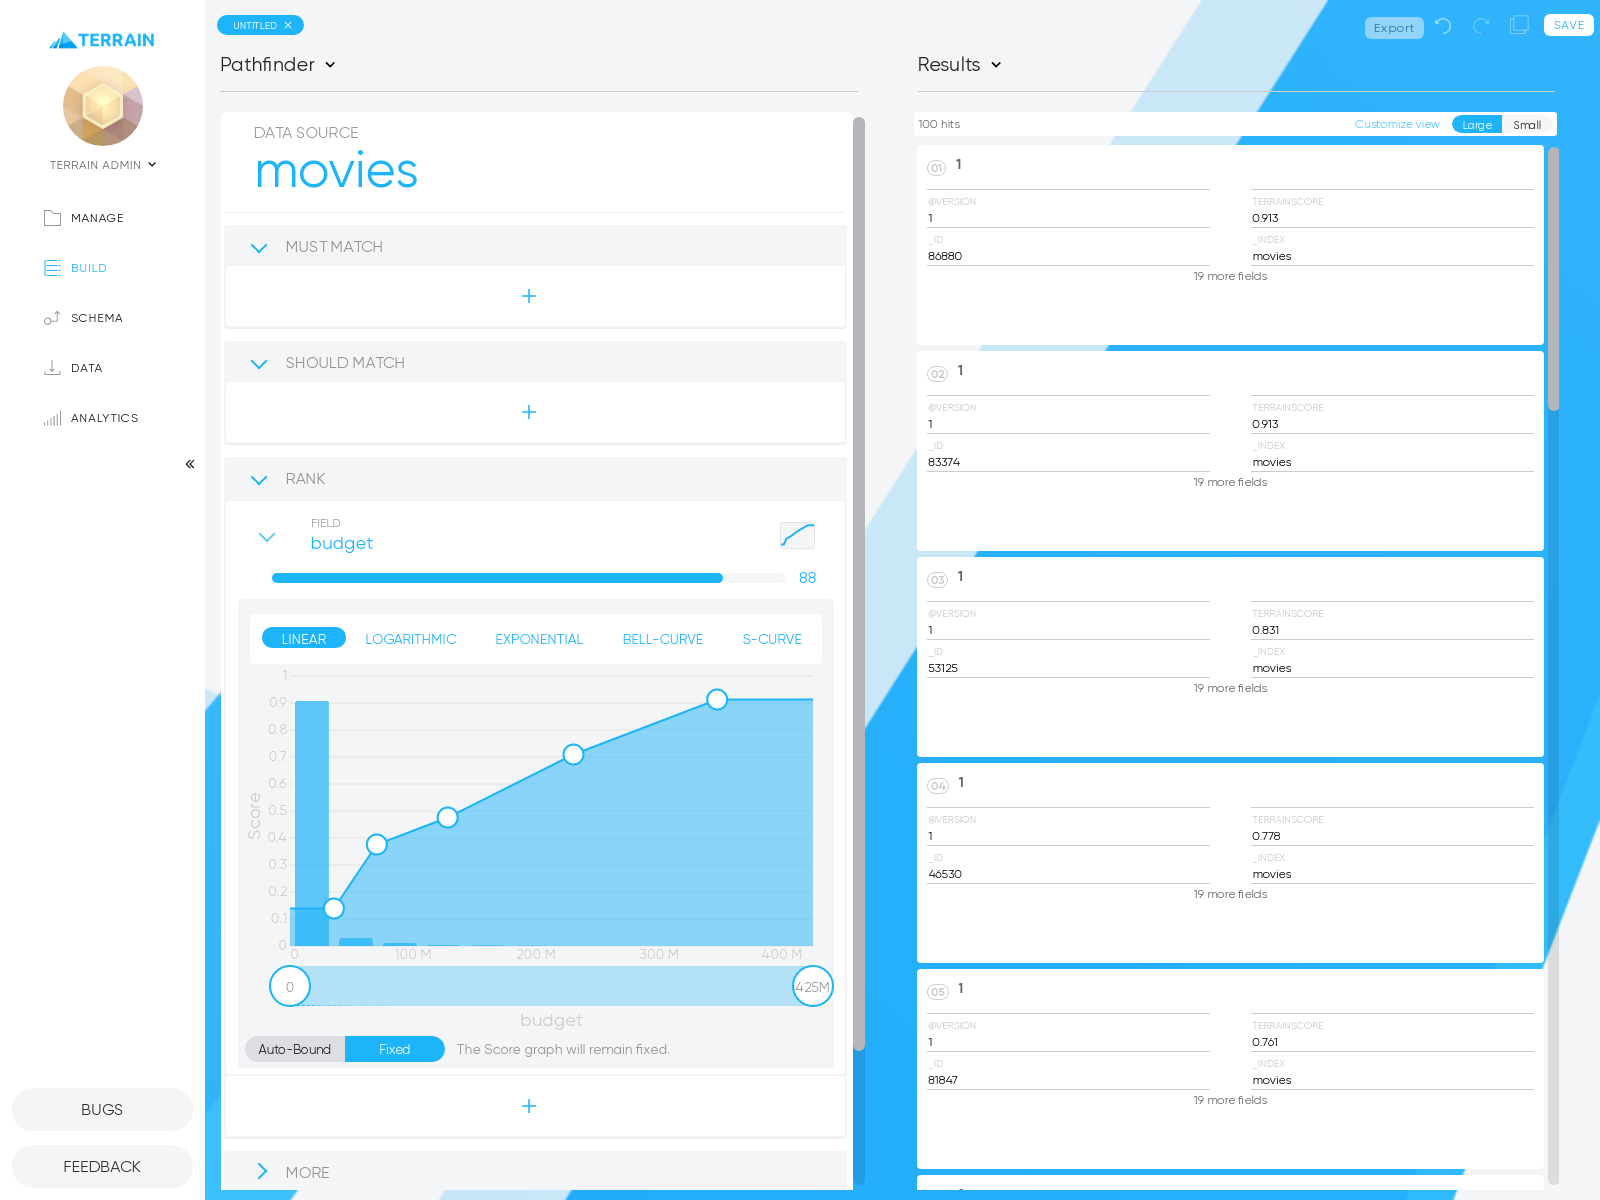 TERRAIN
TERRAIN ADMIN
MANAGE
BUILD
SCHEMA
DATA
ANALYTICS
BUGS
FEEDBACK
UNTITLED
Pathfinder
DATA SOURCE
movies
MUST MATCH
+
SHOULD MATCH
+
RANK
FIELD
budget
88
LINEAR LOGARITHMIC EXPONENTIAL BELL-CURVE S-CURVE
1
0.9
0.8
0.7
0.6
0.5
0.4
0.3
0.2
0.1
0
Score
0 100 M 200 M 300 M 400 M
0 425M
budget
Auto-Bound Fixed The Score graph will remain fixed.
+
MORE
Export SAVE
Results
100 hits Customize view Large Small
01 1
@VERSION TERRAINSCORE
1 0.913
_ID _INDEX
86880 movies
19 more fields
02 1
@VERSION TERRAINSCORE
1 0.913
_ID _INDEX
83374 movies
19 more fields
03 1
@VERSION TERRAINSCORE
1 0.831
_ID _INDEX
53125 movies
19 more fields
04 1
@VERSION TERRAINSCORE
1 0.778
_ID _INDEX
46530 movies
19 more fields
05 1
@VERSION TERRAINSCORE
1 0.761
_ID _INDEX
81847 movies
19 more fields